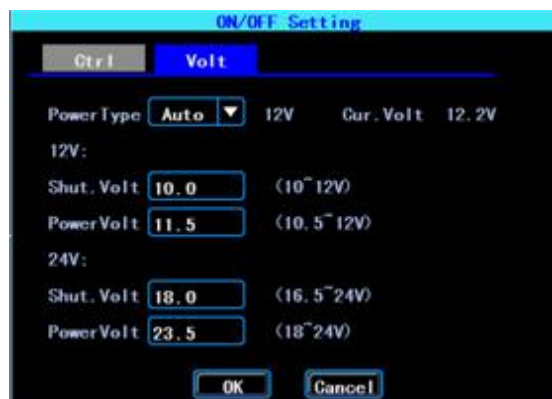 ON/OFF Setting
Ctrl Volt
PowerType Auto 12V Cur.Volt 12.2V
12V:
Shut.Volt 10.0 (10~12V)
PowerVolt 11.5 (10.5~12V)
24V:
Shut.Volt 18.0 (16.5~24V)
PowerVolt 23.5 (18~24V)
OK Cancel